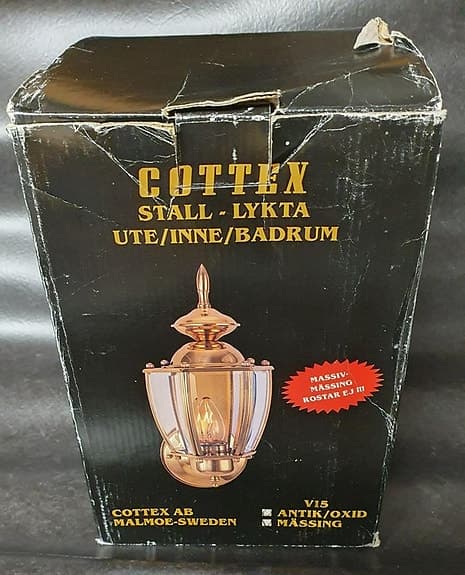 COTTEX
STALL - LYKTA
UTE/INNE/BADRUM
MASSIV-
MÄSSING
ROSTAR EJ !!!
V15
COTTEX AB
ANTIK/OXID
MALMOE-SWEDEN
MÄSSING